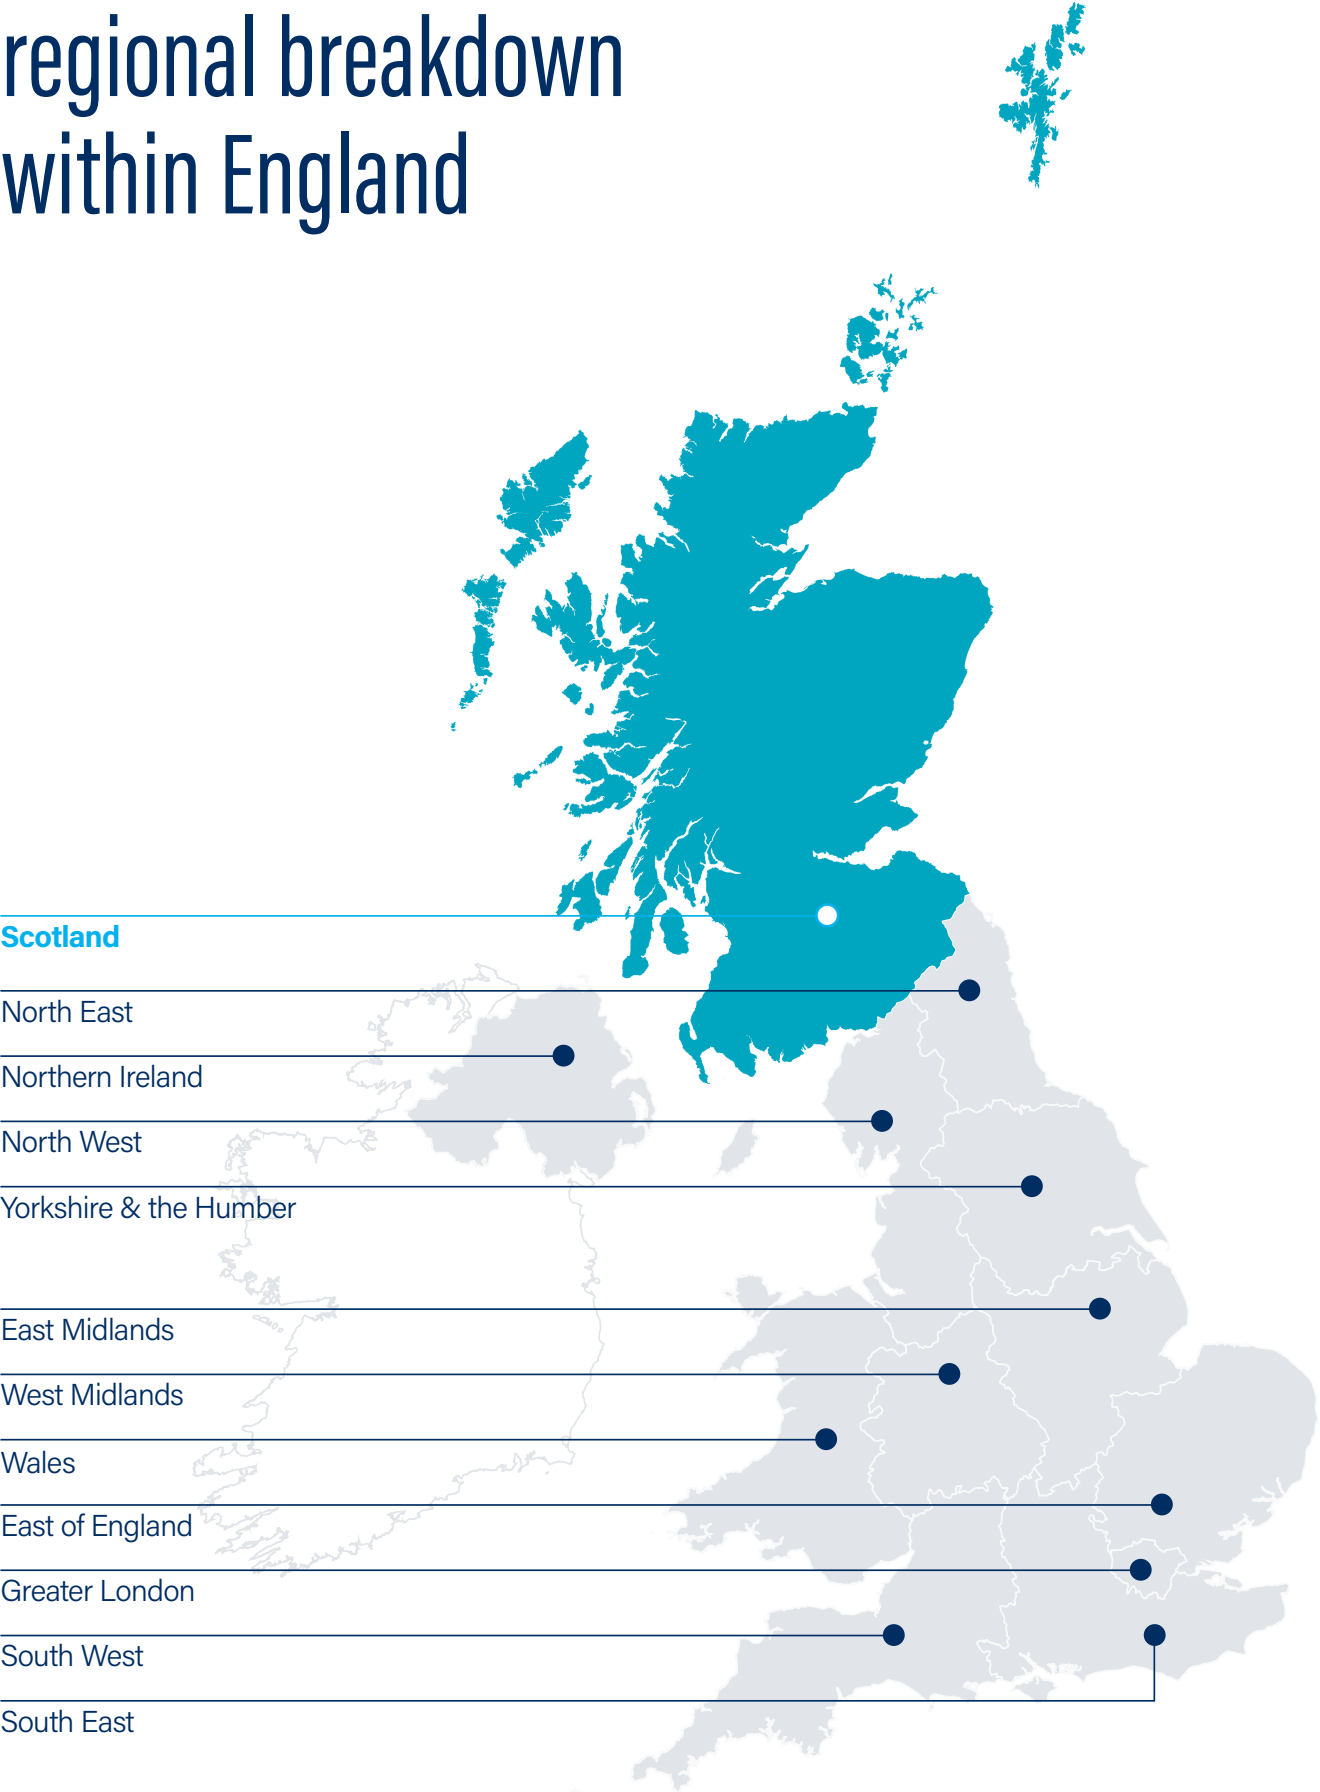 regional breakdown
within England
Scotland
North East
Northern Ireland
North West
Yorkshire & the Humber
East Midlands
West Midlands
Wales
East of England
Greater London
South West
South East